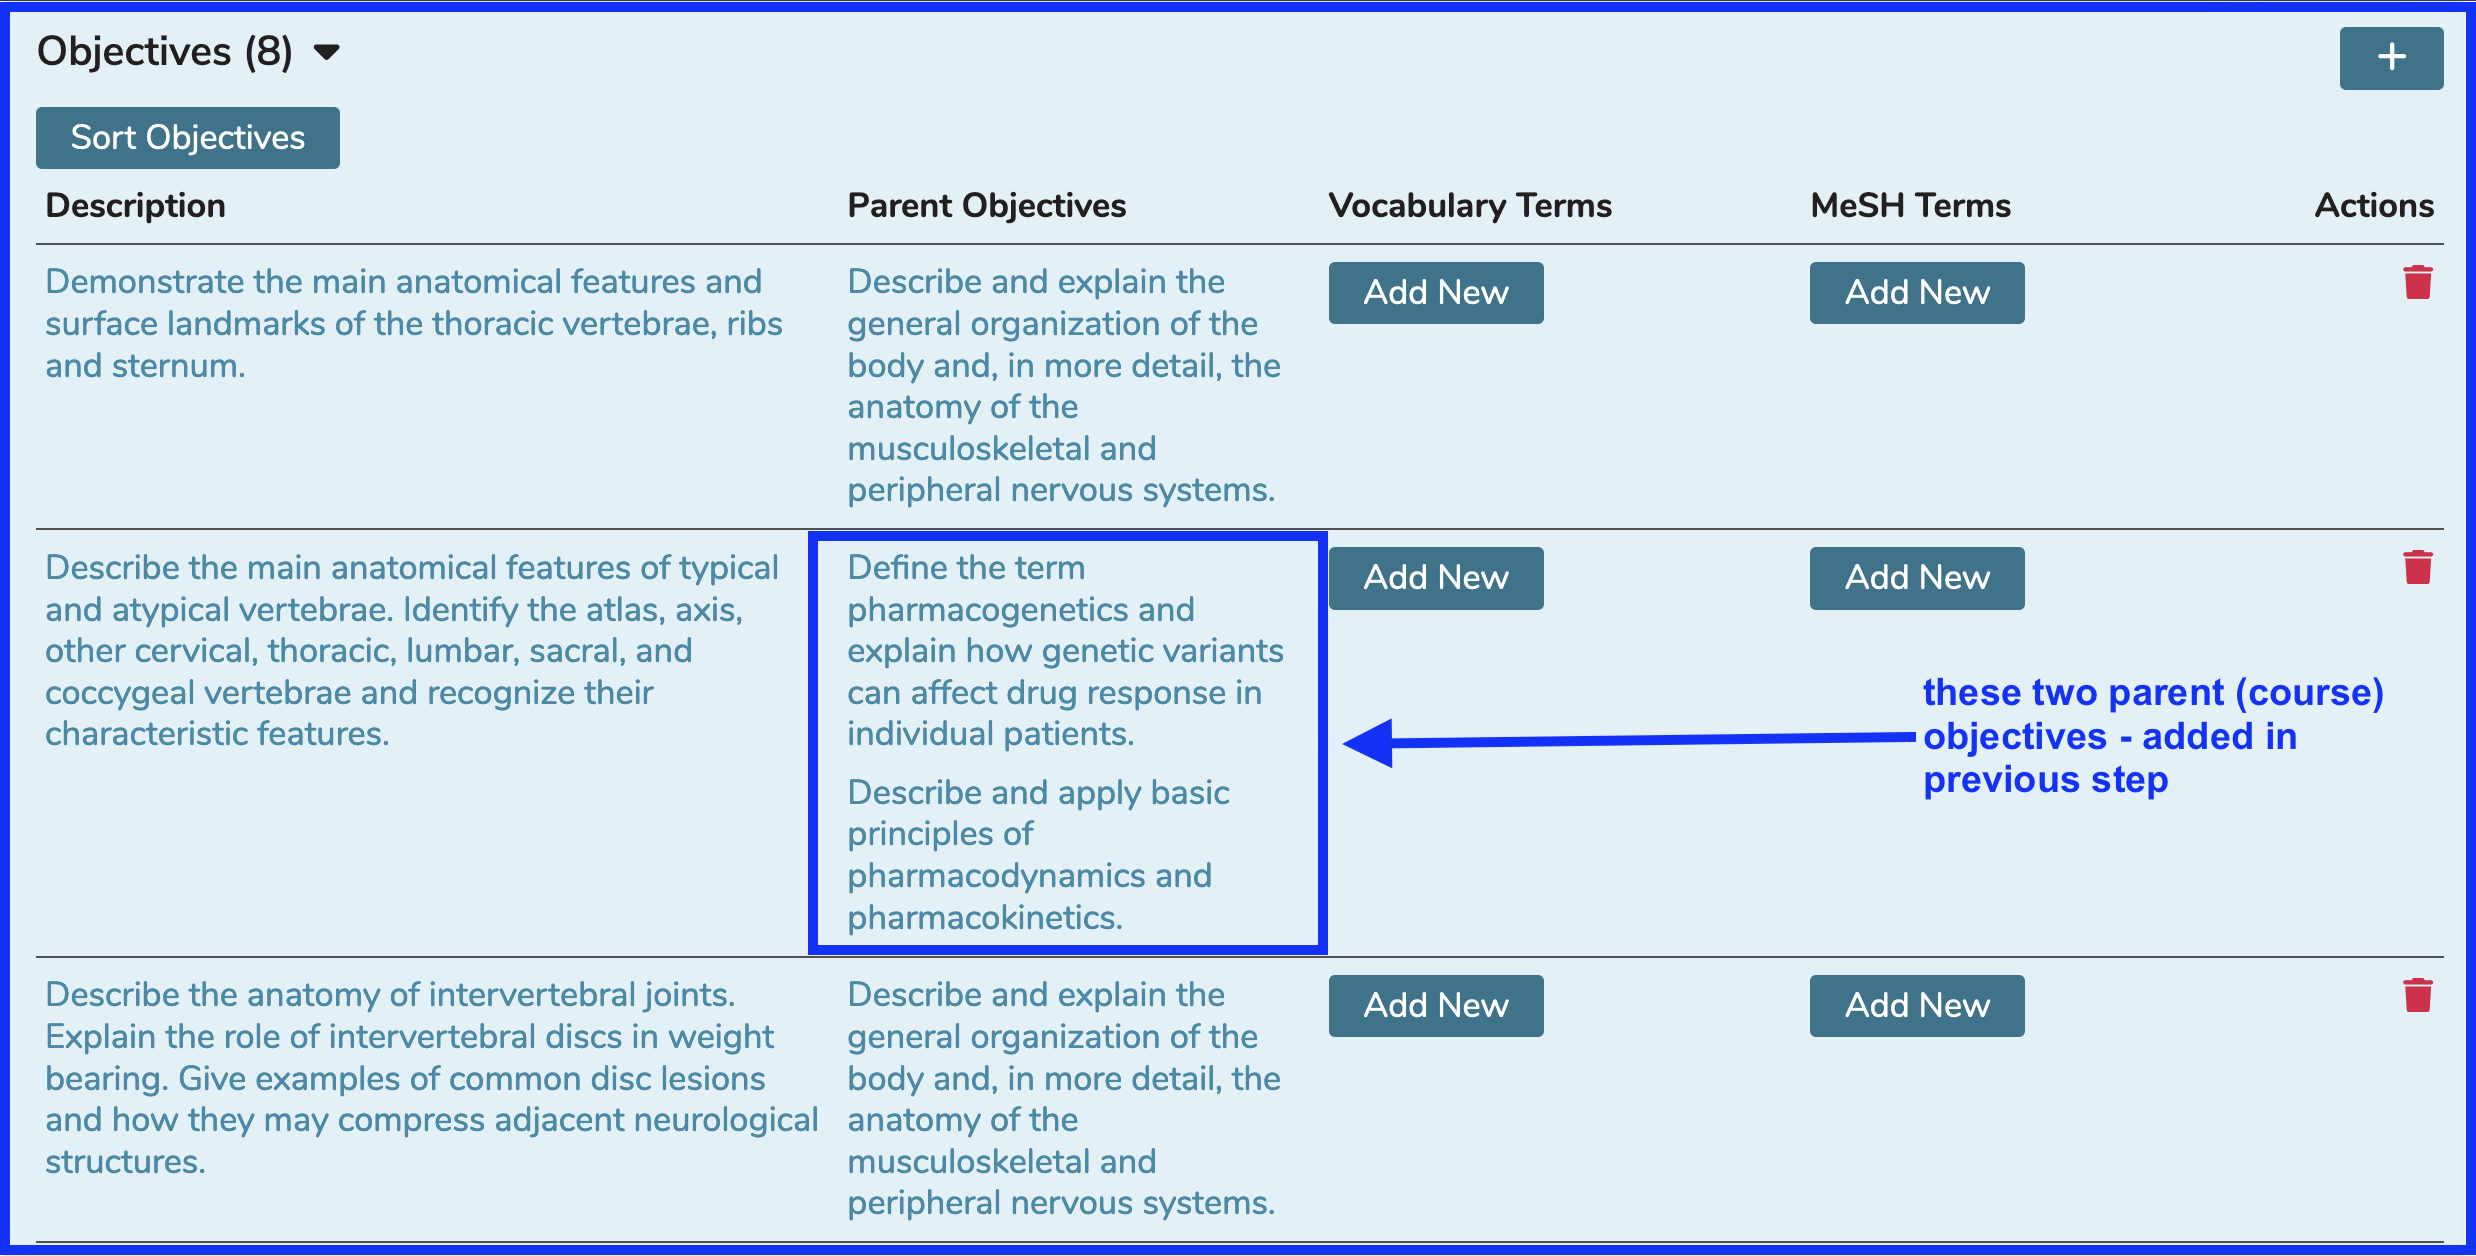 Objectives (8)
+
Sort Objectives
Description
Parent Objectives
Vocabulary Terms
MeSH Terms
Actions
Demonstrate the main anatomical features and
surface landmarks of the thoracic vertebrae, ribs
and sternum.
Describe and explain the
general organization of the
body and, in more detail, the
anatomy of the
musculoskeletal and
peripheral nervous systems.
Add New
Add New
Describe the main anatomical features of typical
and atypical vertebrae. Identify the atlas, axis,
other cervical, thoracic, lumbar, sacral, and
coccygeal vertebrae and recognize their
characteristic features.
Define the term
pharmacogenetics and
explain how genetic variants
can affect drug response in
individual patients.
Describe and apply basic
principles of
pharmacodynamics and
pharmacokinetics.
Add New
Add New
these two parent (course)
objectives - added in
previous step
Describe the anatomy of intervertebral joints.
Explain the role of intervertebral discs in weight
bearing. Give examples of common disc lesions
and how they may compress adjacent neurological
structures.
Describe and explain the
general organization of the
body and, in more detail, the
anatomy of the
musculoskeletal and
peripheral nervous systems.
Add New
Add New